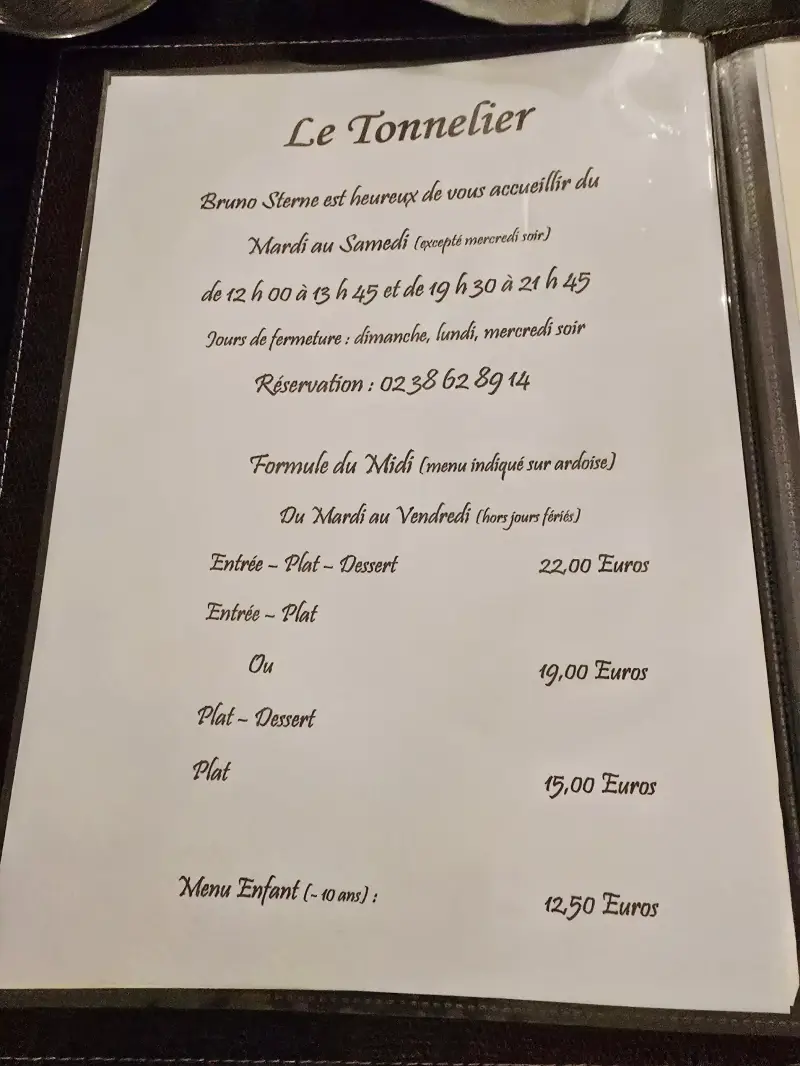 Le Tonnelier
Bruno Sterne est heureux de vous accueillir du
Mardi au Samedi (excepté mercredi soir)
de 12 h 00 à 13 h 45 et de 19 h 30 à 21 h 45
Jours de fermeture : dimanche, lundi, mercredi soir
Réservation : 02 38 62 89 14
Formule du Midi (menu indiqué sur ardoise)
Du Mardi au Vendredi (hors jours fériés)
Entrée ~ Plat ~ Dessert 22,00 Euros
Entrée ~ Plat
Ou 19,00 Euros
Plat ~ Dessert
Plat 15,00 Euros
Menu Enfant (- 10 ans) : 12,50 Euros